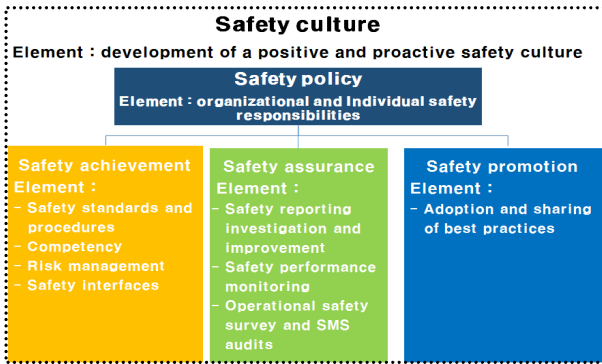 Safety culture
Element : development of a positive and proactive safety culture
Safety policy
Element : organizational and Individual safety
responsibilities
Safety achievement
Element :
- Safety standards and
procedures
- Competency
- Risk management
- Safety interfaces
Safety assurance
Element :
- Safety reporting
investigation and
improvement
- Safety performance
monitoring
- Operational safety
survey and SMS
audits
Safety promotion
Element :
- Adoption and sharing
of best practices